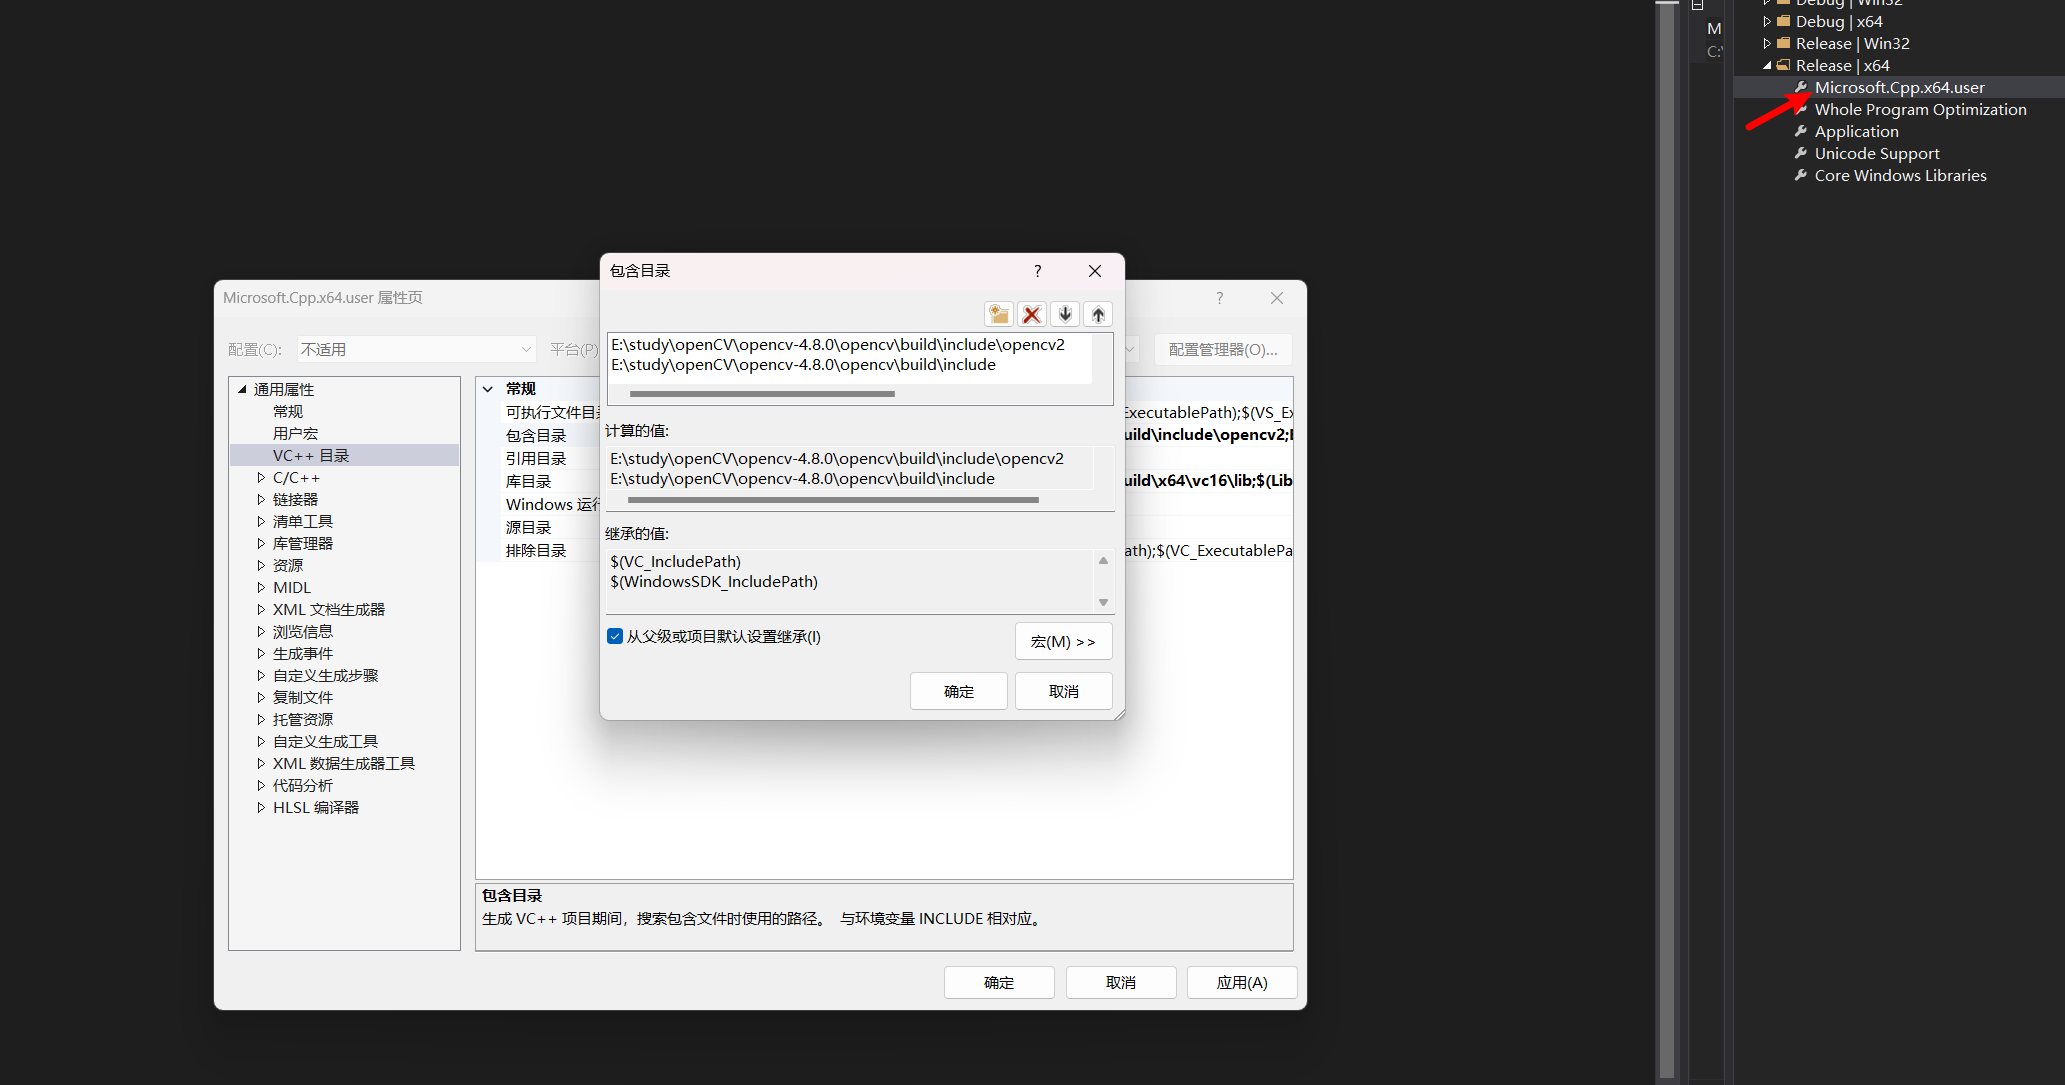 Debug | Win32
Debug | x64
Release | Win32
Release | x64
Microsoft.Cpp.x64.user
Whole Program Optimization
Application
Unicode Support
Core Windows Libraries
M
C:\
Microsoft.Cpp.x64.user 属性页
?
配置(C):
不适用
平台(P)
配置管理器(O)...
通用属性
常规
用户宏
VC++ 目录
C/C++
链接器
清单工具
库管理器
资源
MIDL
XML 文档生成器
浏览信息
生成事件
自定义生成步骤
复制文件
托管资源
自定义生成工具
XML 数据生成器工具
代码分析
HLSL 编译器
常规
可执行文件目
ExecutablePath);$(VS_Ex
包含目录
uild\include\opencv2;
引用目录
库目录
uild\x64\vc16\lib;$(Lib
Windows 运行
源目录
排除目录
ath);$(VC_ExecutablePa
包含目录
?
E:\study\openCV\opencv-4.8.0\opencv\build\include\opencv2
E:\study\openCV\opencv-4.8.0\opencv\build\include
计算的值:
E:\study\openCV\opencv-4.8.0\opencv\build\include\opencv2
E:\study\openCV\opencv-4.8.0\opencv\build\include
继承的值:
$(VC_IncludePath)
$(WindowsSDK_IncludePath)
从父级或项目默认设置继承(I)
宏(M) >>
确定
取消
包含目录
生成 VC++ 项目期间，搜索包含文件时使用的路径。 与环境变量 INCLUDE 相对应。
确定
取消
应用(A)